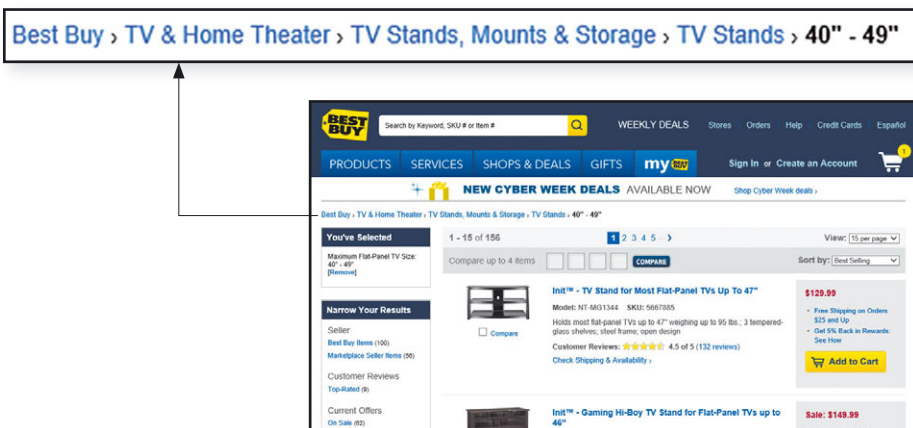 Best Buy › TV & Home Theater › TV Stands, Mounts & Storage › TV Stands › 40" - 49"
BEST BUY
Search by Keyword, SKU # or Item #
WEEKLY DEALS Stores Orders Help Credit Cards Español
PRODUCTS SERVICES SHOPS & DEALS GIFTS my BEST BUY Sign In or Create an Account 1
NEW CYBER WEEK DEALS AVAILABLE NOW Shop Cyber Week deals ›
Best Buy › TV & Home Theater › TV Stands, Mounts & Storage › TV Stands › 40" - 49"
You've Selected
Maximum Flat-Panel TV Size:
40" - 49"
[Remove]
Narrow Your Results
Seller
Best Buy Items (100)
Marketplace Seller Items (56)
Customer Reviews
Top-Rated (9)
Current Offers
On Sale (62)
1 - 15 of 156 1 2 3 4 5 ... › View: 15 per page
Compare up to 4 items COMPARE Sort by: Best Selling
Compare
Init™ - TV Stand for Most Flat-Panel TVs Up To 47"
Model: NT-MG1344 SKU: 5667885
Holds most flat-panel TVs up to 47" weighing up to 95 lbs.; 3 tempered-
glass shelves; steel frame; open design
Customer Reviews: 4.5 of 5 (132 reviews)
Check Shipping & Availability ›
$129.99
Free Shipping on Orders
$25 and Up
Get 5% Back in Rewards:
See How
Add to Cart
Init™ - Gaming Hi-Boy TV Stand for Flat-Panel TVs up to
46"
Sale: $149.99